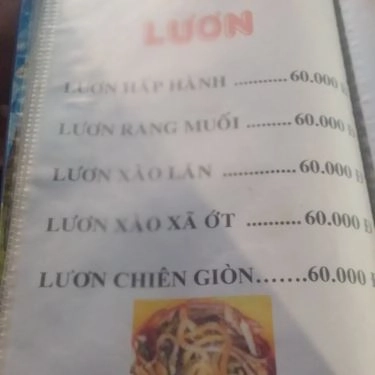 LƯƠN
LƯƠN HẤP HÀNH .......... 60.000 Đ
LƯƠN RANG MUỐI .......... 60.000 Đ
LƯƠN XÀO LĂN .............. 60.000 Đ
LƯƠN XÀO XÃ ỚT .......... 60.000 Đ
LƯƠN CHIÊN GIÒN.......60.000 Đ